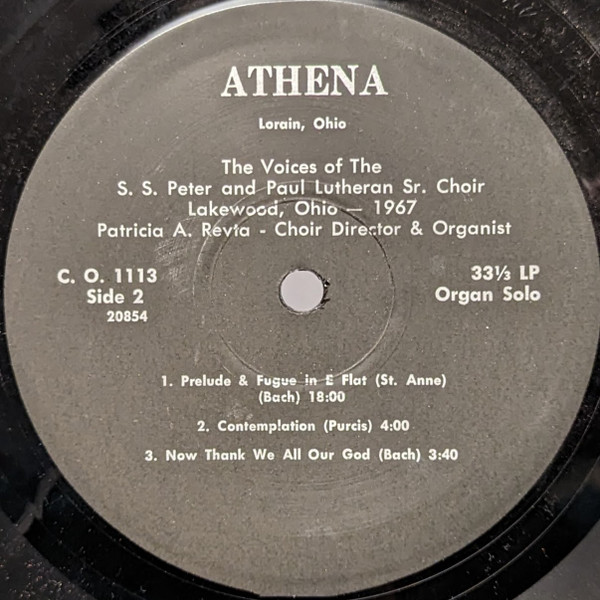 ATHENA
Lorain, Ohio
The Voices of The
S. S. Peter and Paul Lutheran Sr. Choir
Lakewood, Ohio — 1967
Patricia A. Revta - Choir Director & Organist
C. O. 1113
Side 2
20854
33⅓ LP
Organ Solo
1. Prelude & Fugue in E Flat (St. Anne)
(Bach) 18:00
2. Contemplation (Purcis) 4:00
3. Now Thank We All Our God (Bach) 3:40